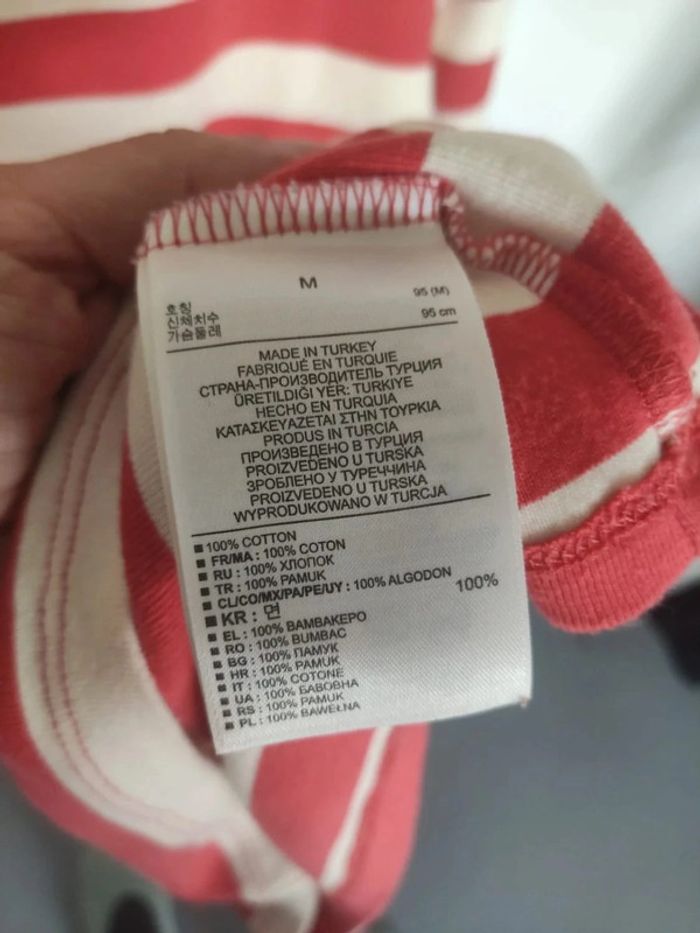 M
호칭 95 (M)
신체치수
가슴둘레 95 cm
MADE IN TURKEY
FABRIQUÉ EN TURQUIE
СТРАНА-ПРОИЗВОДИТЕЛЬ ТУРЦИЯ
ÜRETILDIĞI YER: TURKIYE
HECHO EN TURQUIA
ΚΑΤΑΣΚΕΥΑΖΕΤΑΙ ΣΤΗΝ ΤΟΥΡΚΙΑ
PRODUS IN TURCIA
ПРОИЗВЕДЕНО В ТУРЦИЯ
PROIZVEDENO U TURSKA
ЗРОБЛЕНО У ТУРЕЧЧИНА
PROIZVEDENO U TURSKA
WYPRODUKOWANO W TURCJA
100% COTTON
FR/MA : 100% COTON
RU : 100% ХЛОПОК
TR : 100% PAMUK
CL/CO/MX/PA/PE/UY : 100% ALGODON
KR : 면 100%
EL : 100% ΒΑΜΒΑΚΕΡΟ
RO : 100% BUMBAC
BG : 100% ПАМУК
HR : 100% PAMUK
IT : 100% COTONE
UA : 100% БАВОВНА
RS : 100% PAMUK
PL : 100% BAWEŁNA